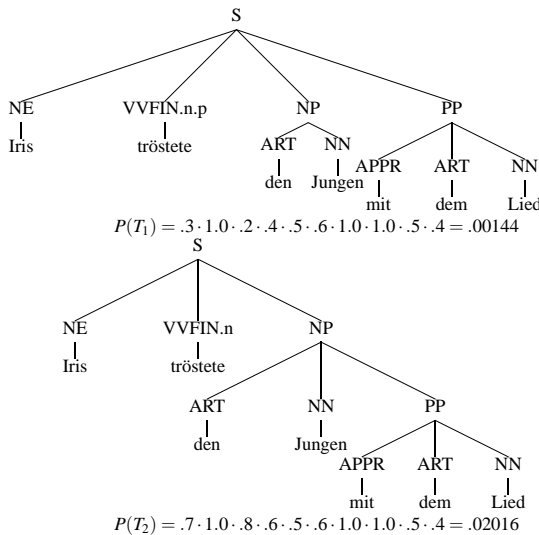 S
NE VVFIN.n.p NP PP
Iris tröstete ART NN APPR ART NN
den Jungen mit dem Lied
P(T₁) = .3 · 1.0 · .2 · .4 · .5 · .6 · 1.0 · 1.0 · .5 · .4 = .00144
S
NE VVFIN.n NP
Iris tröstete
ART NN PP
den Jungen
APPR ART NN
mit dem Lied
P(T₂) = .7 · 1.0 · .8 · .6 · .5 · .6 · 1.0 · 1.0 · .5 · .4 = .02016